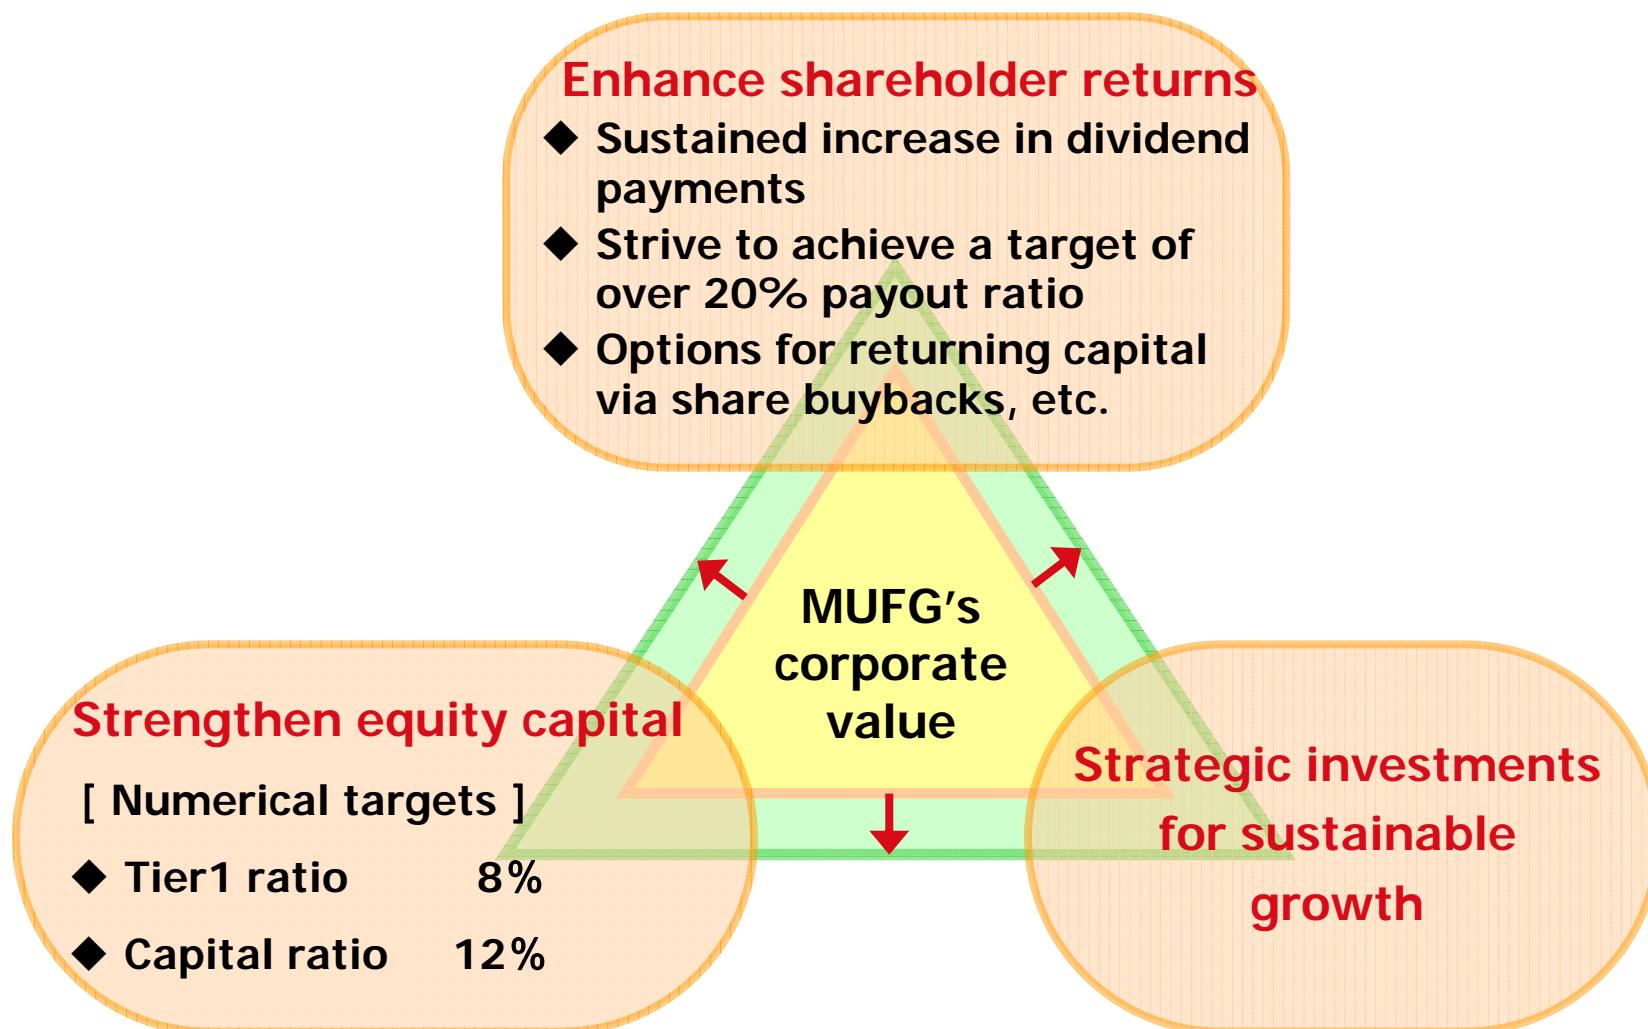 Enhance shareholder returns
◆ Sustained increase in dividend
payments
◆ Strive to achieve a target of
over 20% payout ratio
◆ Options for returning capital
via share buybacks, etc.
MUFG's
corporate
value
Strengthen equity capital
[ Numerical targets ]
◆ Tier1 ratio 8%
◆ Capital ratio 12%
Strategic investments
for sustainable
growth